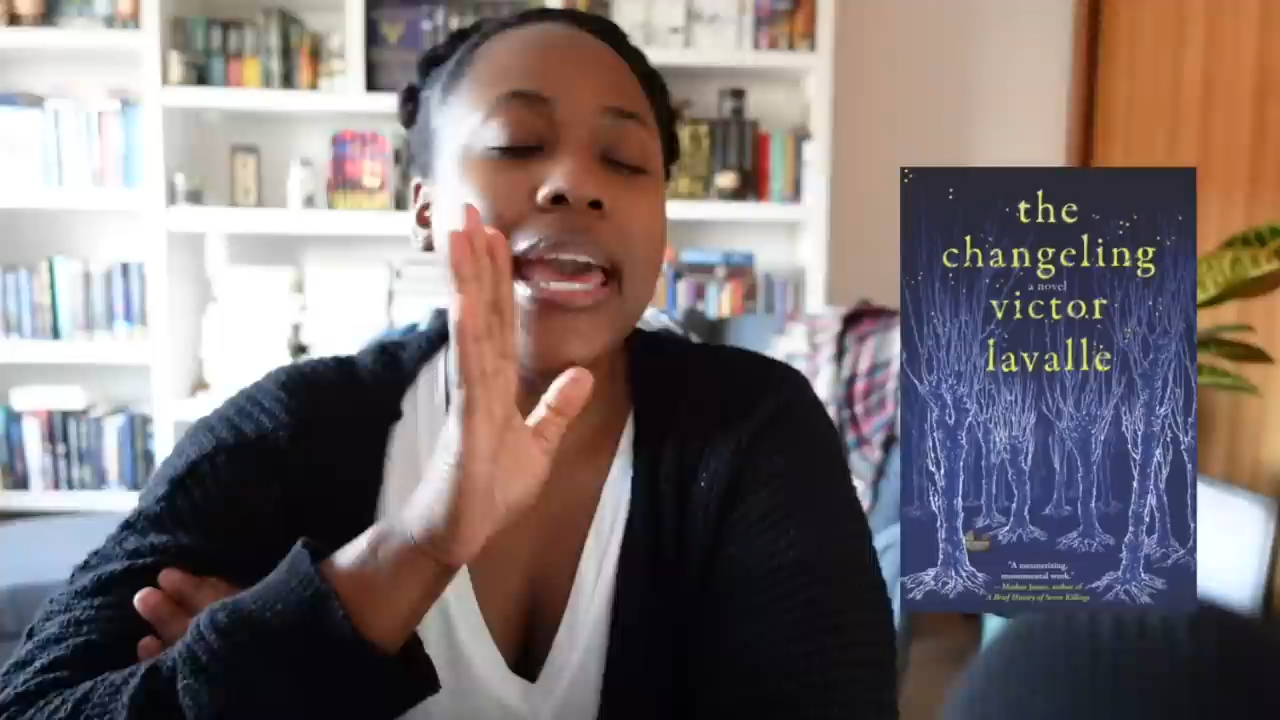 the
changeling
a novel
victor
lavalle
"A mesmerizing,
monumental work."
—Marlon James, author of
A Brief History of Seven Killings